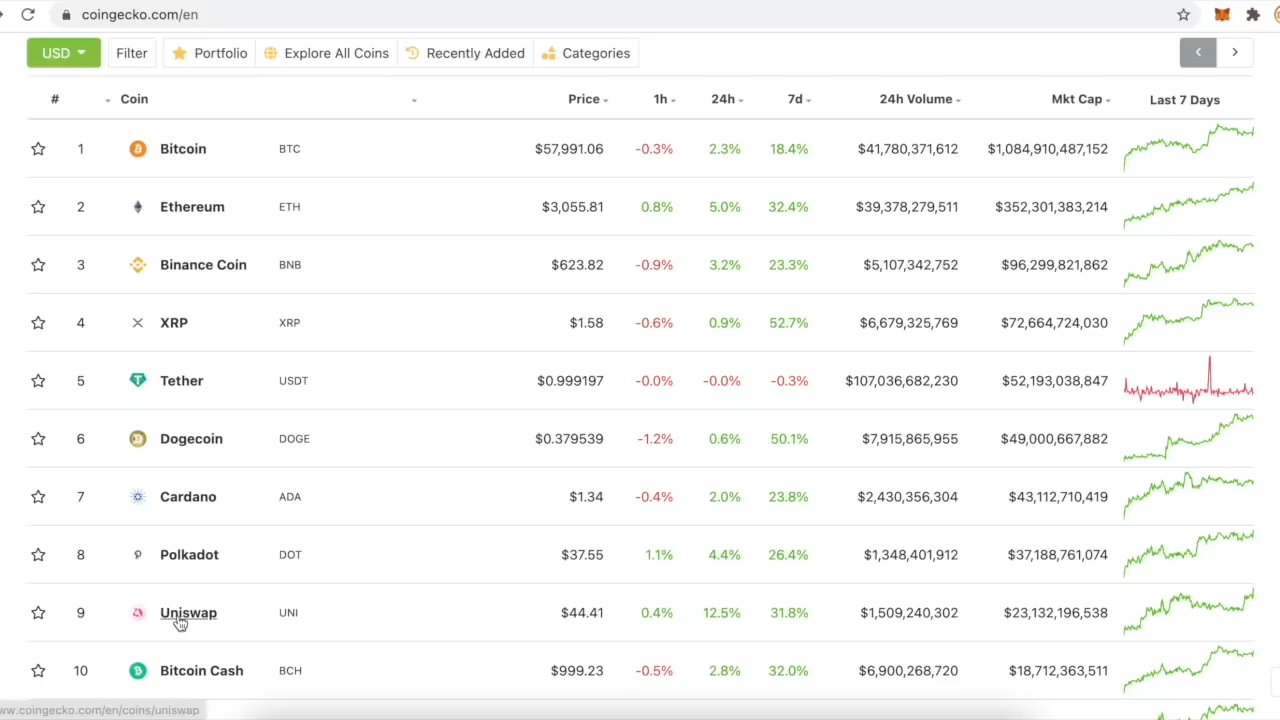 coingecko.com/en
USD Filter Portfolio Explore All Coins Recently Added Categories
# Coin Price 1h 24h 7d 24h Volume Mkt Cap Last 7 Days
1 Bitcoin BTC $57,991.06 -0.3% 2.3% 18.4% $41,780,371,612 $1,084,910,487,152
2 Ethereum ETH $3,055.81 0.8% 5.0% 32.4% $39,378,279,511 $352,301,383,214
3 Binance Coin BNB $623.82 -0.9% 3.2% 23.3% $5,107,342,752 $96,299,821,862
4 XRP XRP $1.58 -0.6% 0.9% 52.7% $6,679,325,769 $72,664,724,030
5 Tether USDT $0.999197 -0.0% -0.0% -0.3% $107,036,682,230 $52,193,038,847
6 Dogecoin DOGE $0.379539 -1.2% 0.6% 50.1% $7,915,865,955 $49,000,667,882
7 Cardano ADA $1.34 -0.4% 2.0% 23.8% $2,430,356,304 $43,112,710,419
8 Polkadot DOT $37.55 1.1% 4.4% 26.4% $1,348,401,912 $37,188,761,074
9 Uniswap UNI $44.41 0.4% 12.5% 31.8% $1,509,240,302 $23,132,196,538
10 Bitcoin Cash BCH $999.23 -0.5% 2.8% 32.0% $6,900,268,720 $18,712,363,511
ww.coingecko.com/en/coins/uniswap